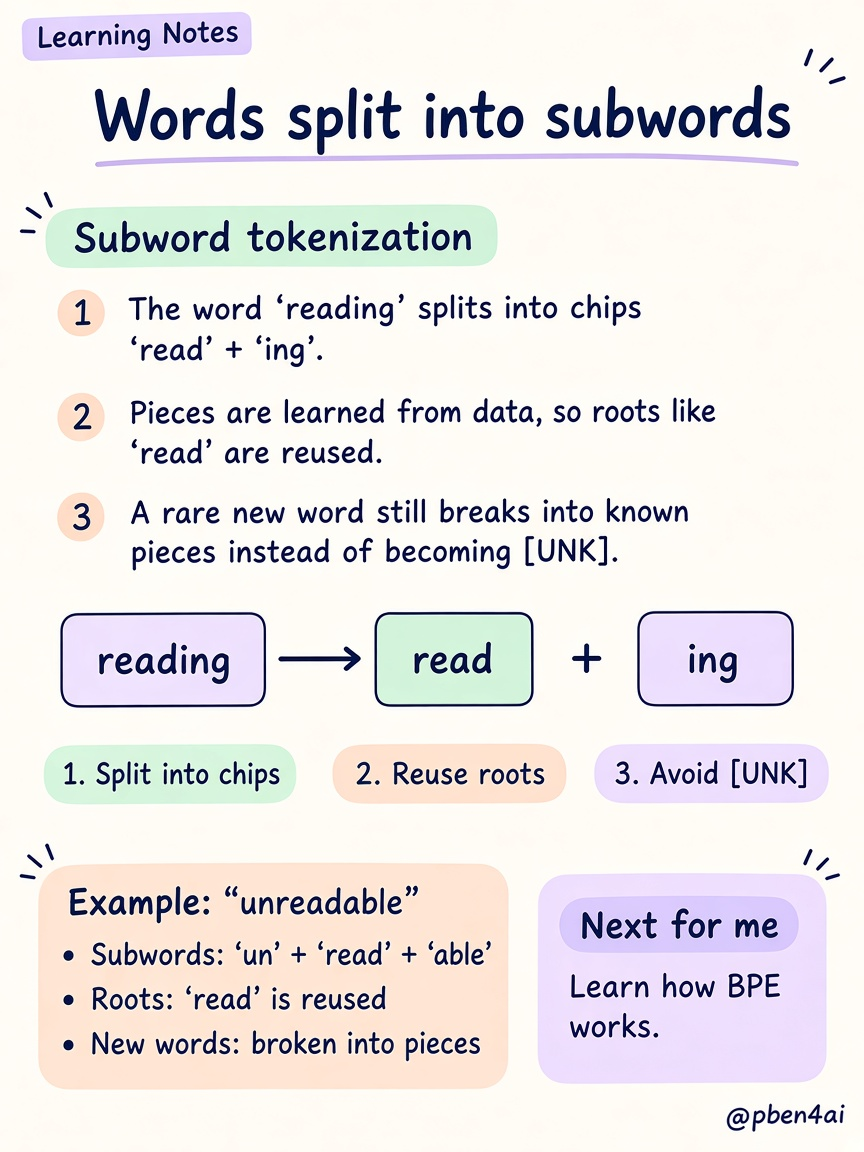 Learning Notes
Words split into subwords
Subword tokenization
1 The word ‘reading’ splits into chips
‘read’ + ‘ing’.
2 Pieces are learned from data, so roots like
‘read’ are reused.
3 A rare new word still breaks into known
pieces instead of becoming [UNK].
reading → read + ing
1. Split into chips 2. Reuse roots 3. Avoid [UNK]
Example: “unreadable”
• Subwords: ‘un’ + ‘read’ + ‘able’
• Roots: ‘read’ is reused
• New words: broken into pieces
Next for me
Learn how BPE
works.
@pben4ai